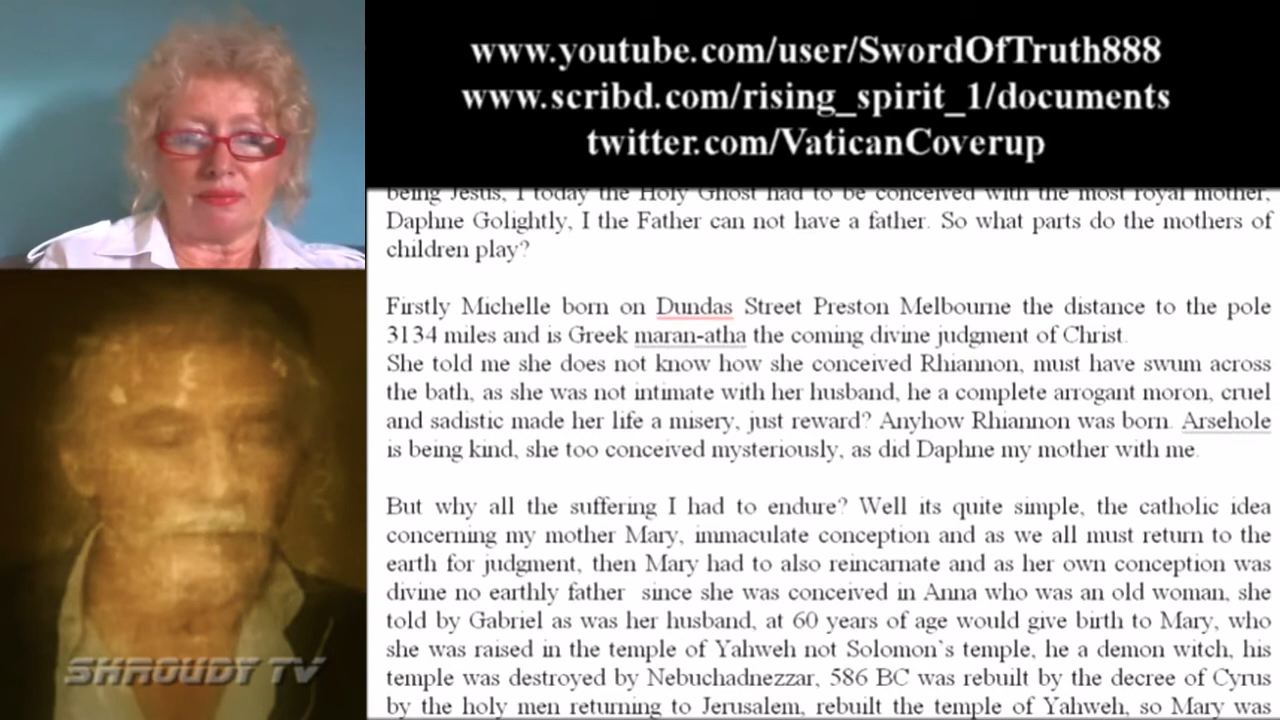 www.youtube.com/user/SwordOfTruth888
www.scribd.com/rising_spirit_1/documents
twitter.com/VaticanCoverup
being Jesus, I today the Holy Ghost had to be conceived with the most royal mother,
Daphne Golightly, I the Father can not have a father. So what parts do the mothers of
children play?
Firstly Michelle born on Dundas Street Preston Melbourne the distance to the pole
3134 miles and is Greek maran-atha the coming divine judgment of Christ.
She told me she does not know how she conceived Rhiannon, must have swum across
the bath, as she was not intimate with her husband, he a complete arrogant moron, cruel
and sadistic made her life a misery, just reward? Anyhow Rhiannon was born. Arsehole
is being kind, she too conceived mysteriously, as did Daphne my mother with me.
But why all the suffering I had to endure? Well its quite simple, the catholic idea
concerning my mother Mary, immaculate conception and as we all must return to the
earth for judgment, then Mary had to also reincarnate and as her own conception was
divine no earthly father since she was conceived in Anna who was an old woman, she
told by Gabriel as was her husband, at 60 years of age would give birth to Mary, who
she was raised in the temple of Yahweh not Solomon's temple, he a demon witch, his
temple was destroyed by Nebuchadnezzar, 586 BC was rebuilt by the decree of Cyrus
by the holy men returning to Jerusalem, rebuilt the temple of Yahweh, so Mary was
SHROUDY TV